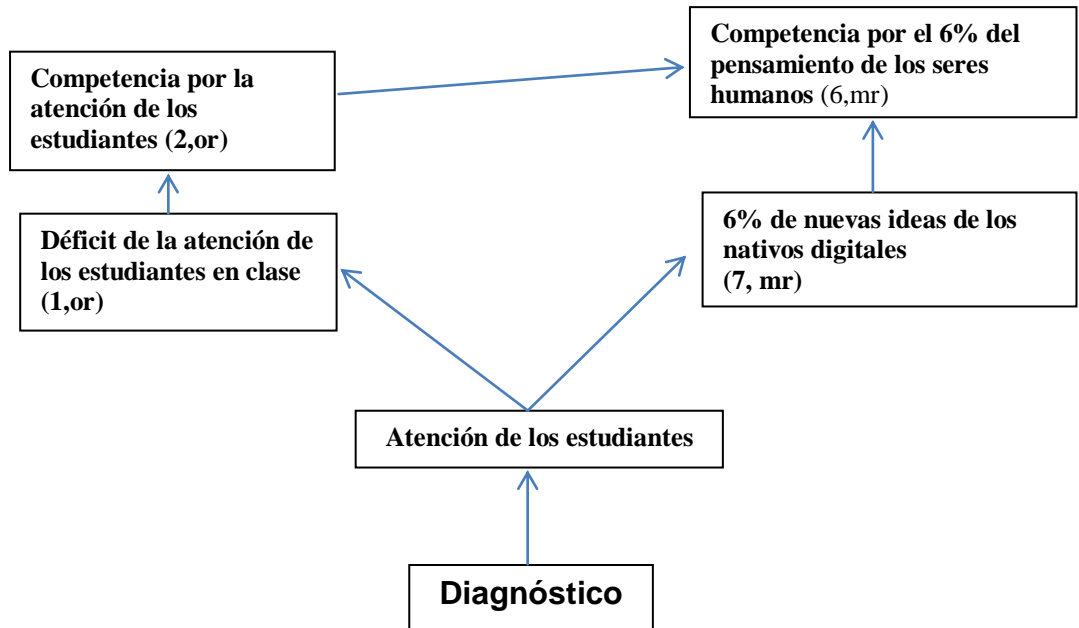 Competencia por la
atención de los
estudiantes (2,or)
Competencia por el 6% del
pensamiento de los seres
humanos (6,mr)
Déficit de la atención de
los estudiantes en clase
(1,or)
6% de nuevas ideas de los
nativos digitales
(7, mr)
Atención de los estudiantes
Diagnóstico